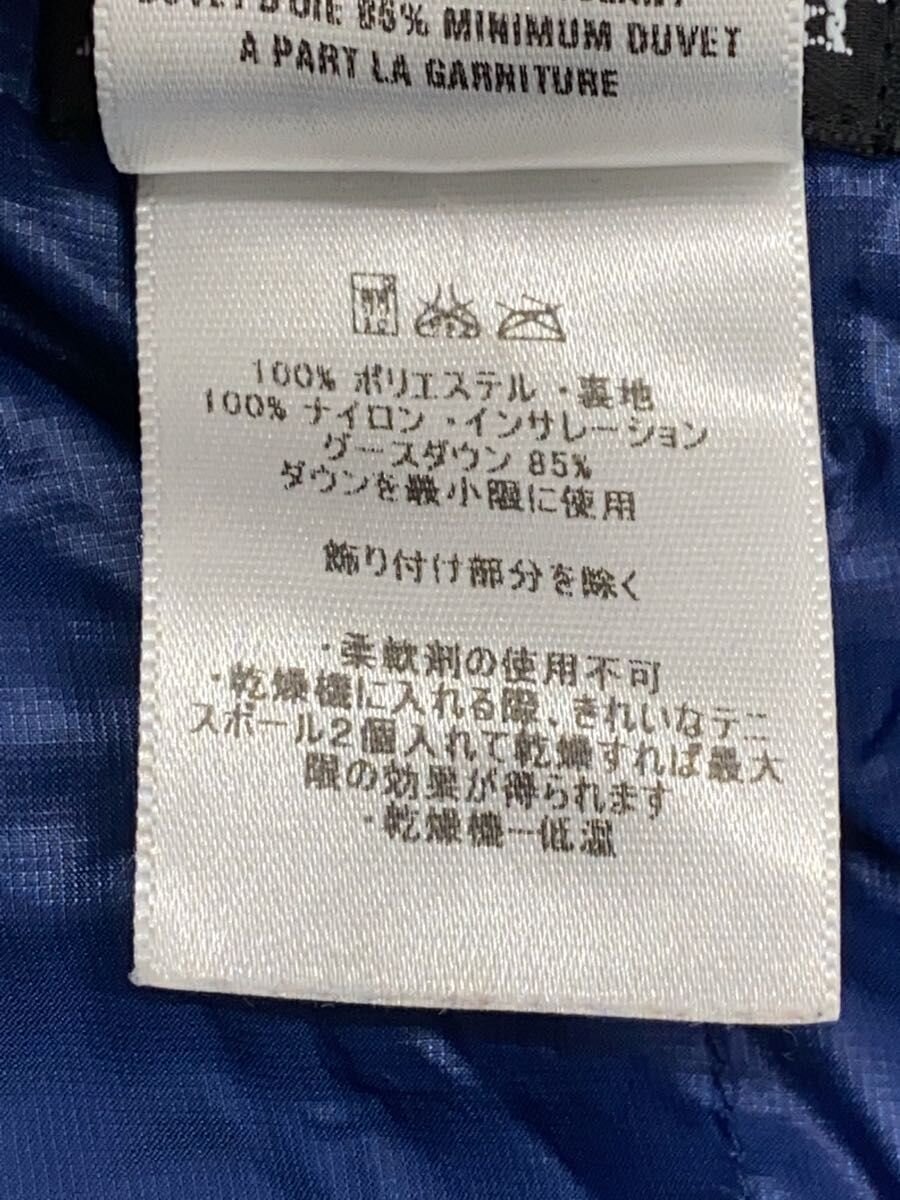 85% MINIMUM DUVET
A PART LA GARNITURE
100% ポリエステル ・裏地
100% ナイロン ・インサレーション
グースダウン 85%
ダウンを最小限に使用
飾り付け部分を除く
・柔軟剤の使用不可
・乾燥機に入れる際、きれいなテニ
スボール2個入れて乾燥すれば最大
限の効果が得られます
・乾燥機ー低温